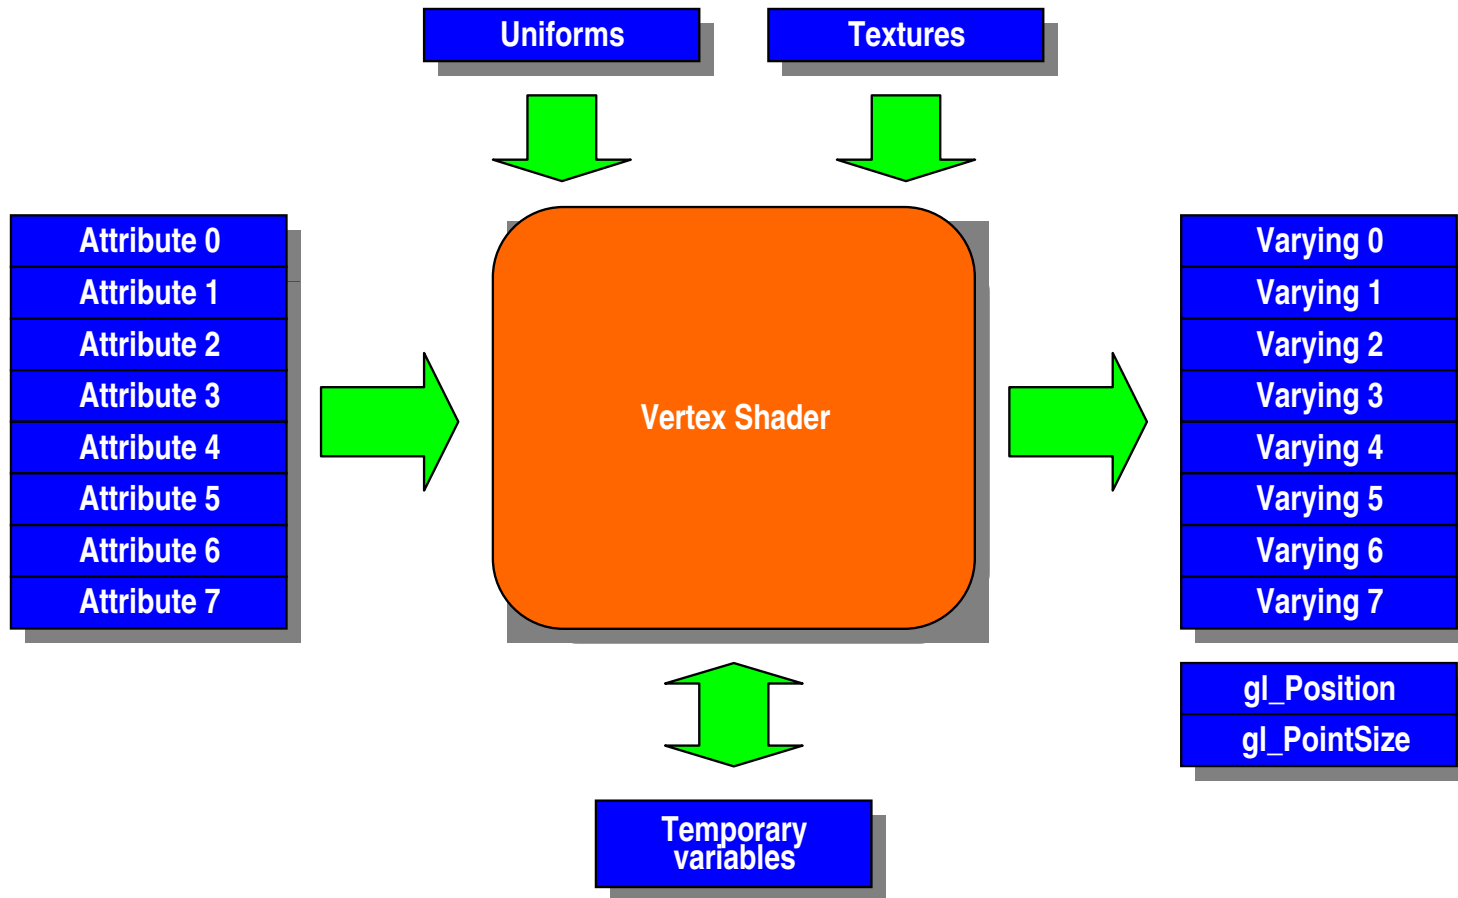 Uniforms
Textures
Attribute 0
Attribute 1
Attribute 2
Attribute 3
Attribute 4
Attribute 5
Attribute 6
Attribute 7
Vertex Shader
Varying 0
Varying 1
Varying 2
Varying 3
Varying 4
Varying 5
Varying 6
Varying 7
gl_Position
gl_PointSize
Temporary
variables